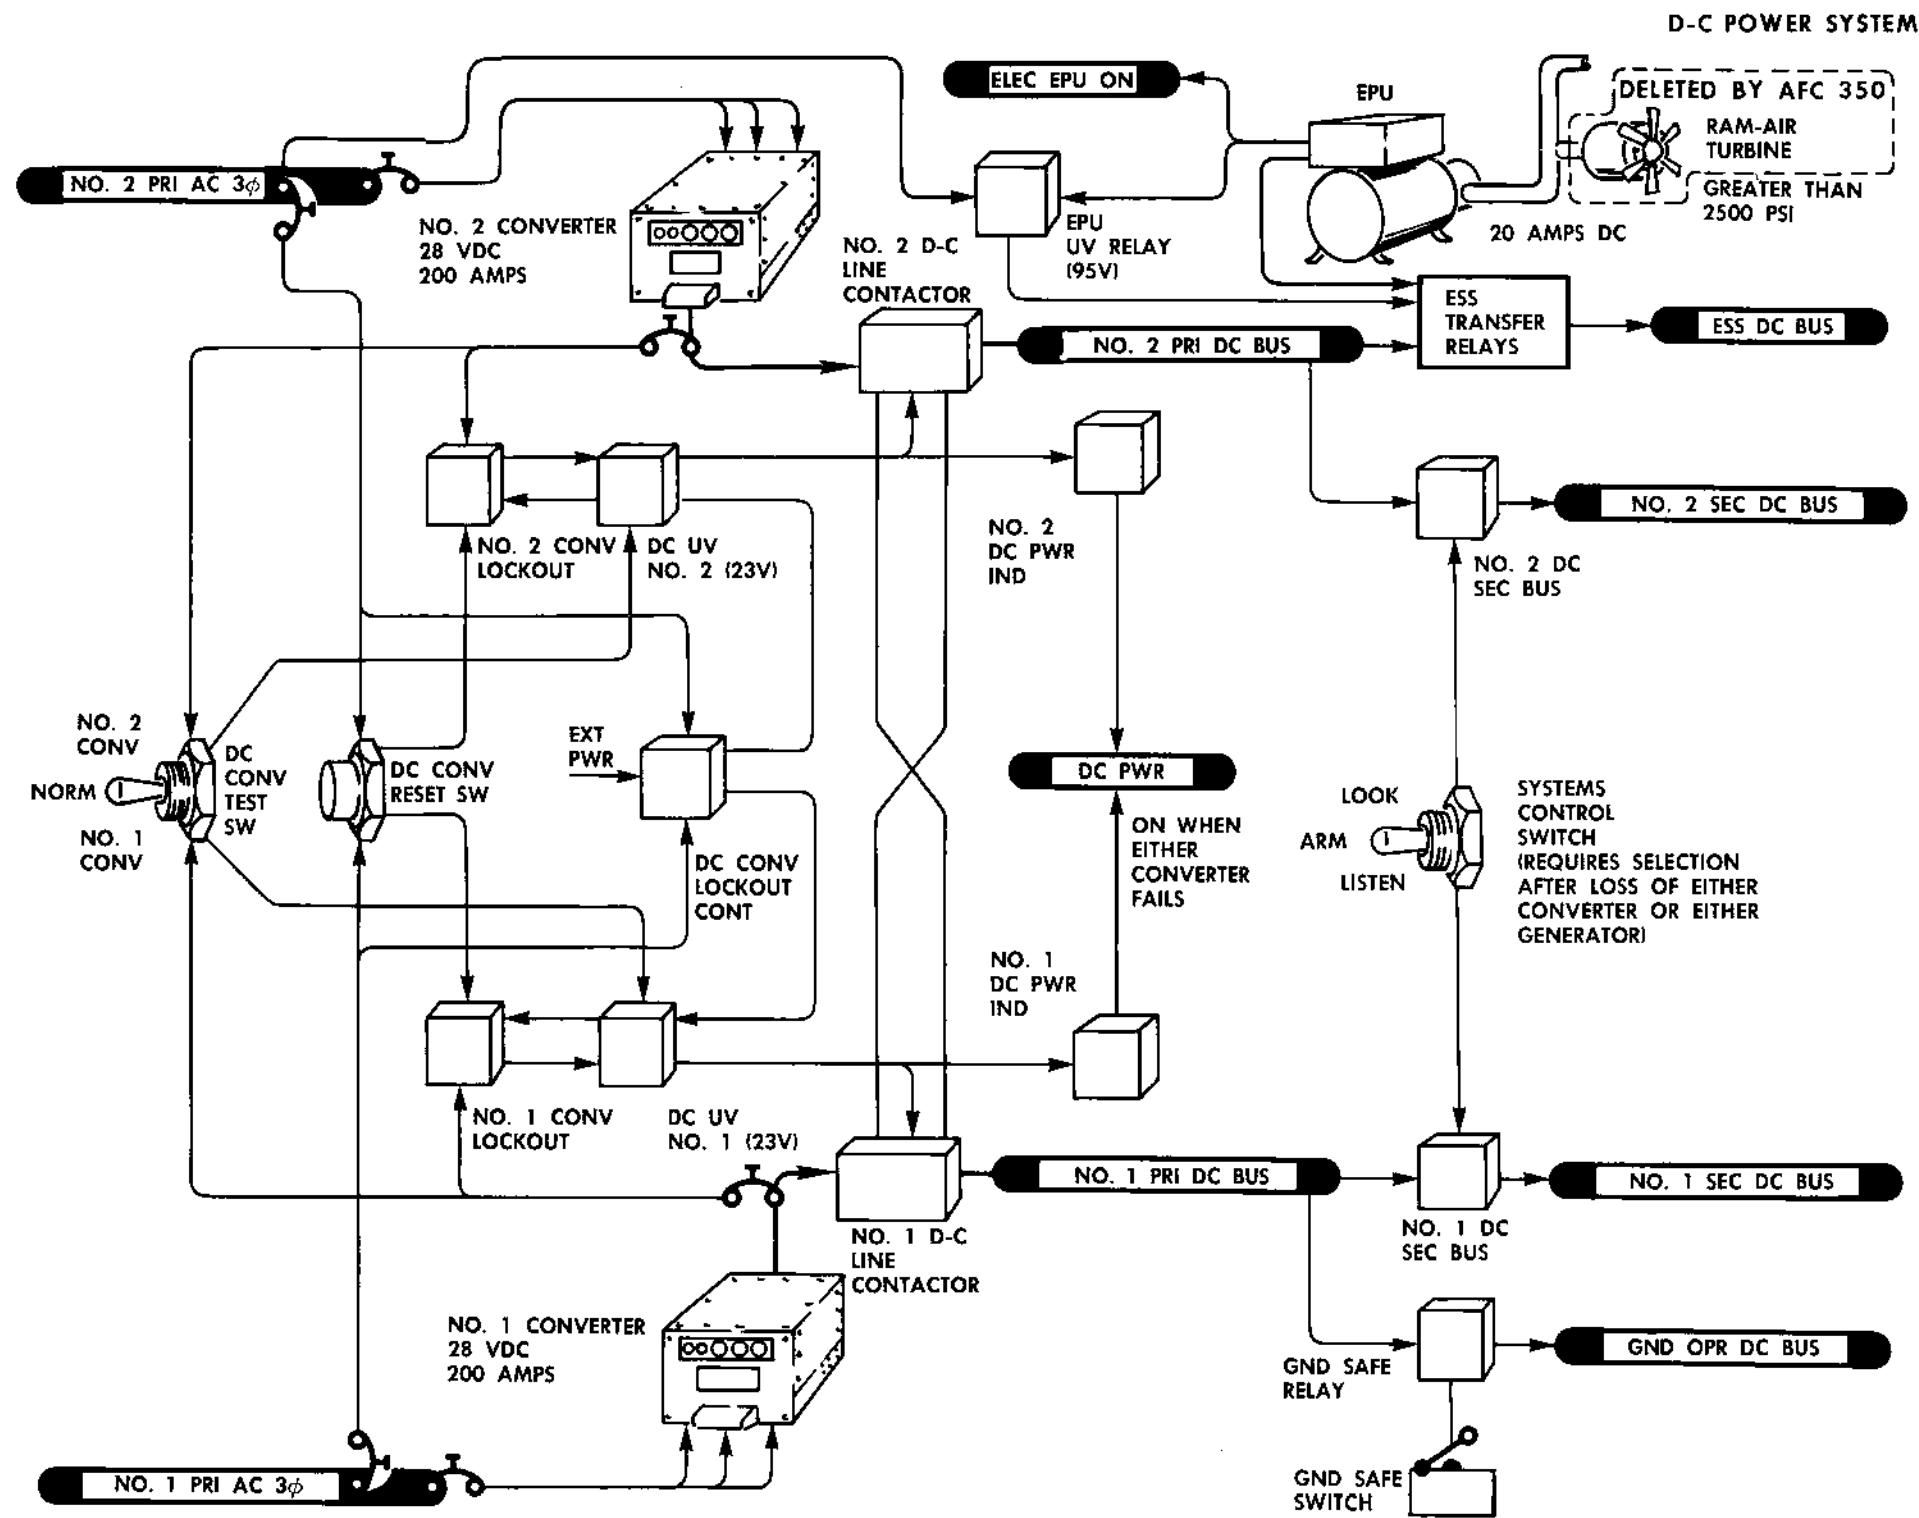 D-C POWER SYSTEM
ELEC EPU ON
EPU
DELETED BY AFC 350
RAM-AIR
TURBINE
GREATER THAN
2500 PSI
20 AMPS DC
NO. 2 PRI AC 3ϕ
NO. 2 CONVERTER
28 VDC
200 AMPS
NO. 2 D-C
LINE
CONTACTOR
EPU
UV RELAY
(95V)
ESS
TRANSFER
RELAYS
ESS DC BUS
NO. 2 PRI DC BUS
NO. 2 CONV
LOCKOUT
DC UV
NO. 2 (23V)
NO. 2
DC PWR
IND
NO. 2 SEC DC BUS
NO. 2 DC
SEC BUS
NO. 2
CONV
NORM
NO. 1
CONV
DC
CONV
TEST
SW
DC CONV
RESET SW
EXT
PWR
DC CONV
LOCKOUT
CONT
DC PWR
ON WHEN
EITHER
CONVERTER
FAILS
LOOK
ARM
LISTEN
SYSTEMS
CONTROL
SWITCH
(REQUIRES SELECTION
AFTER LOSS OF EITHER
CONVERTER OR EITHER
GENERATOR)
NO. 1
DC PWR
IND
NO. 1 CONV
LOCKOUT
DC UV
NO. 1 (23V)
NO. 1 PRI DC BUS
NO. 1 SEC DC BUS
NO. 1 D-C
LINE
CONTACTOR
NO. 1 DC
SEC BUS
NO. 1 CONVERTER
28 VDC
200 AMPS
GND SAFE
RELAY
GND OPR DC BUS
NO. 1 PRI AC 3ϕ
GND SAFE
SWITCH